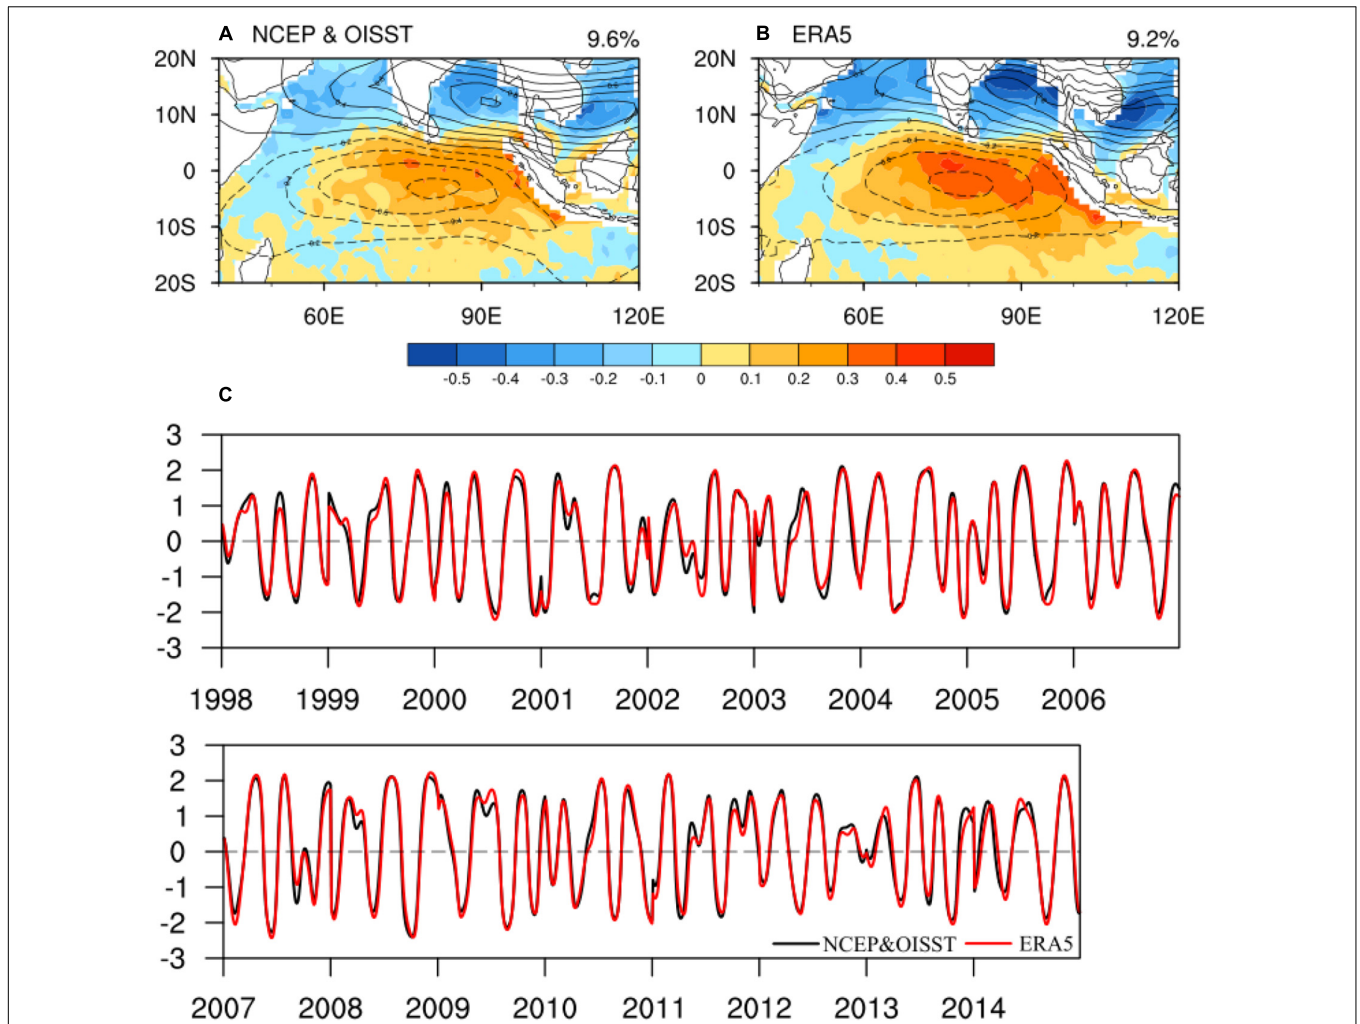 A NCEP & OISST 9.6%
B ERA5 9.2%
20N 20N
10N 10N
0 0
10S 10S
20S 20S
60E 90E 120E 60E 90E 120E
-0.5 -0.4 -0.3 -0.2 -0.1 0 0.1 0.2 0.3 0.4 0.5
C
3
2
1
0
-1
-2
-3
1998 1999 2000 2001 2002 2003 2004 2005 2006
3
2
1
0
-1
-2
-3
NCEP&OISST ERA5
2007 2008 2009 2010 2011 2012 2013 2014